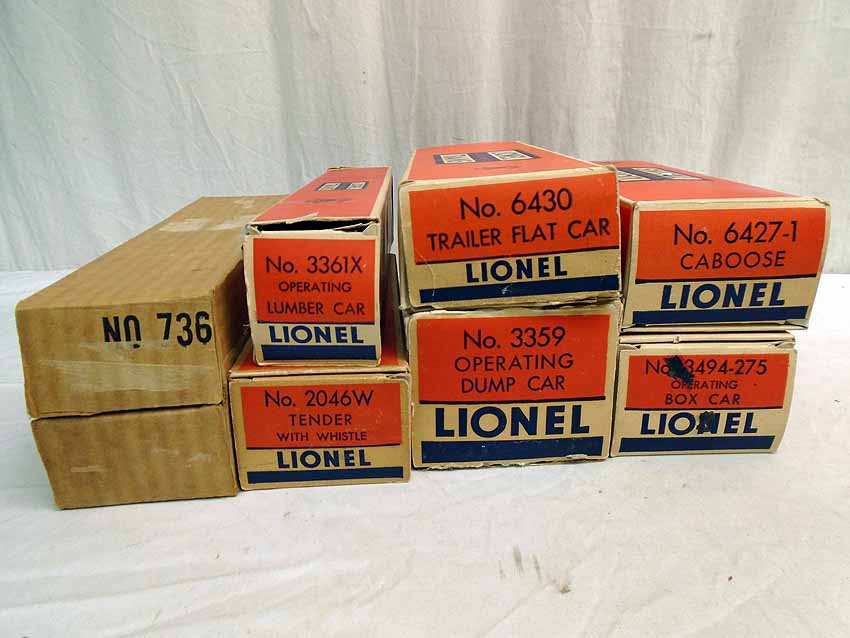 NO 736
No. 3361X
OPERATING
LUMBER CAR
LIONEL
No. 2046W
TENDER
WITH WHISTLE
LIONEL
No. 6430
TRAILER FLAT CAR
LIONEL
No. 3359
OPERATING
DUMP CAR
LIONEL
No. 6427-1
CABOOSE
LIONEL
No. 3494-275
OPERATING
BOX CAR
LIONEL